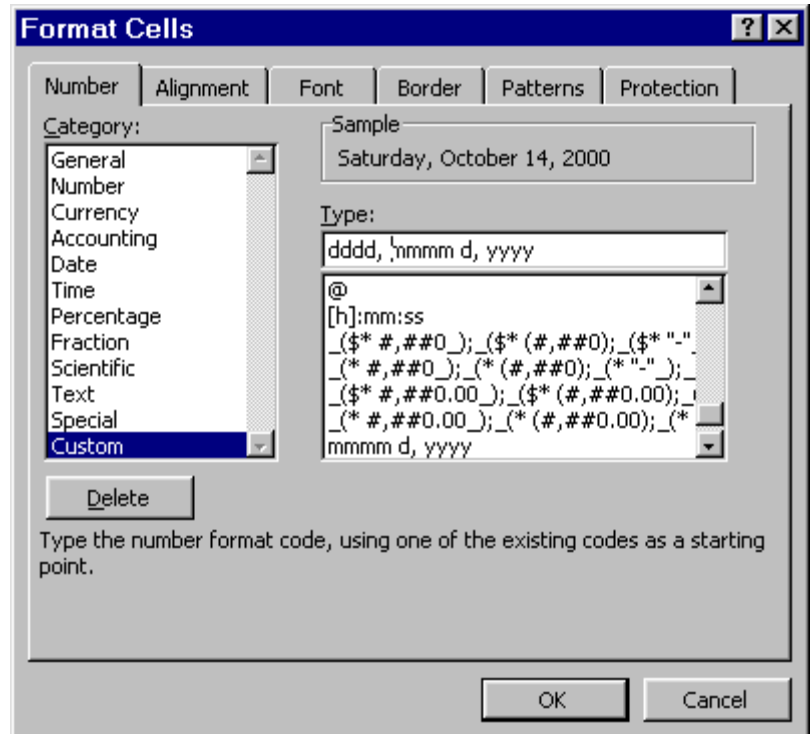 Format Cells
Number Alignment Font Border Patterns Protection
Category:
General
Number
Currency
Accounting
Date
Time
Percentage
Fraction
Scientific
Text
Special
Custom
Delete
Sample
Saturday, October 14, 2000
Type:
dddd, mmmm d, yyyy
@
[h]:mm:ss
_($* #,##0_);_($* (#,##0);_($* "-"_
_(* #,##0_);_(* (#,##0);_(* "-"_);_
_($* #,##0.00_);_($* (#,##0.00);_(
_(* #,##0.00_);_(* (#,##0.00);_(*
mmmm d, yyyy
Type the number format code, using one of the existing codes as a starting
point.
OK Cancel